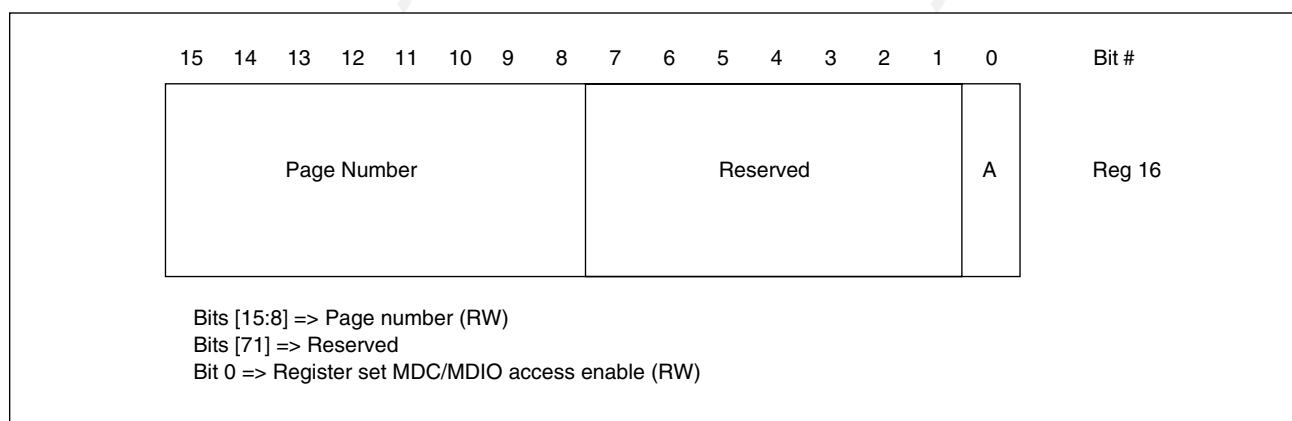 15 14 13 12 11 10 9 8 7 6 5 4 3 2 1 0 Bit #
Page Number Reserved A Reg 16
Bits [15:8] => Page number (RW)
Bits [71] => Reserved
Bit 0 => Register set MDC/MDIO access enable (RW)